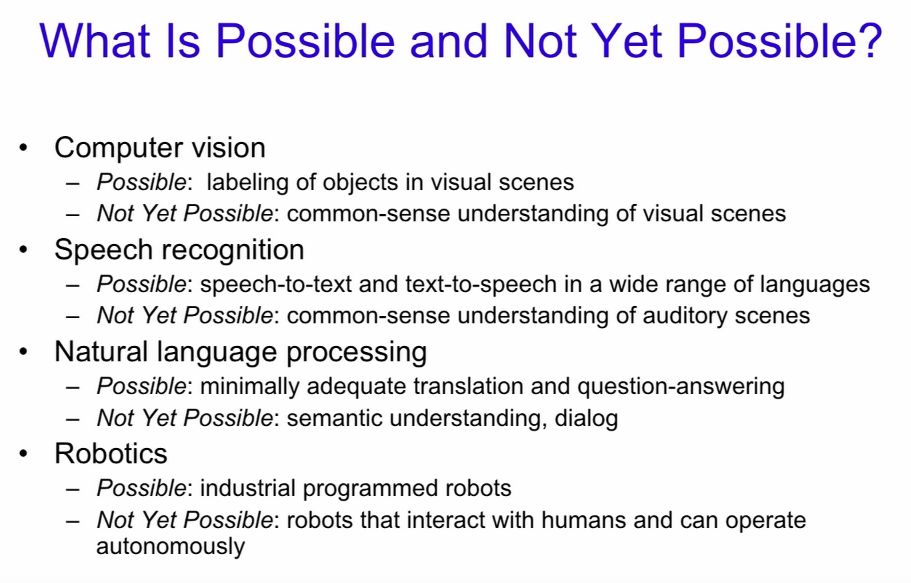 What Is Possible and Not Yet Possible?
• Computer vision
– Possible: labeling of objects in visual scenes
– Not Yet Possible: common-sense understanding of visual scenes
• Speech recognition
– Possible: speech-to-text and text-to-speech in a wide range of languages
– Not Yet Possible: common-sense understanding of auditory scenes
• Natural language processing
– Possible: minimally adequate translation and question-answering
– Not Yet Possible: semantic understanding, dialog
• Robotics
– Possible: industrial programmed robots
– Not Yet Possible: robots that interact with humans and can operate
autonomously